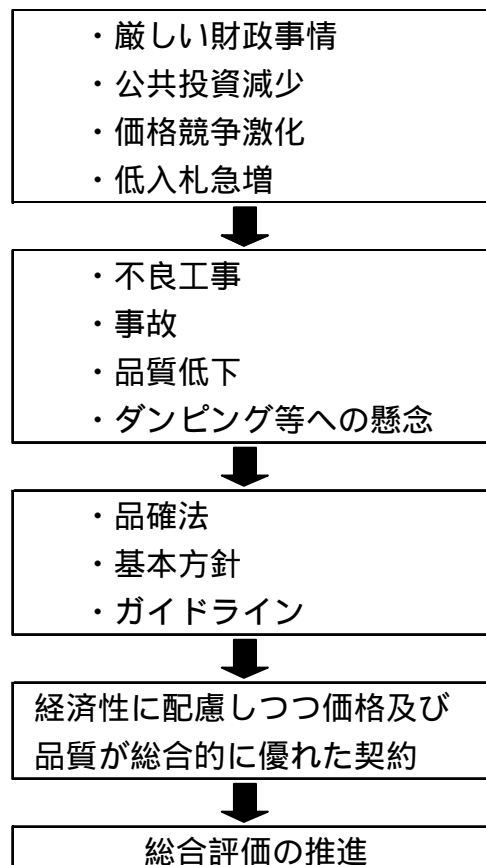 ・厳しい財政事情
・公共投資減少
・価格競争激化
・低入札急増
・不良工事
・事故
・品質低下
・ダンピング等への懸念
・品確法
・基本方針
・ガイドライン
経済性に配慮しつつ価格及び
品質が総合的に優れた契約
総合評価の推進